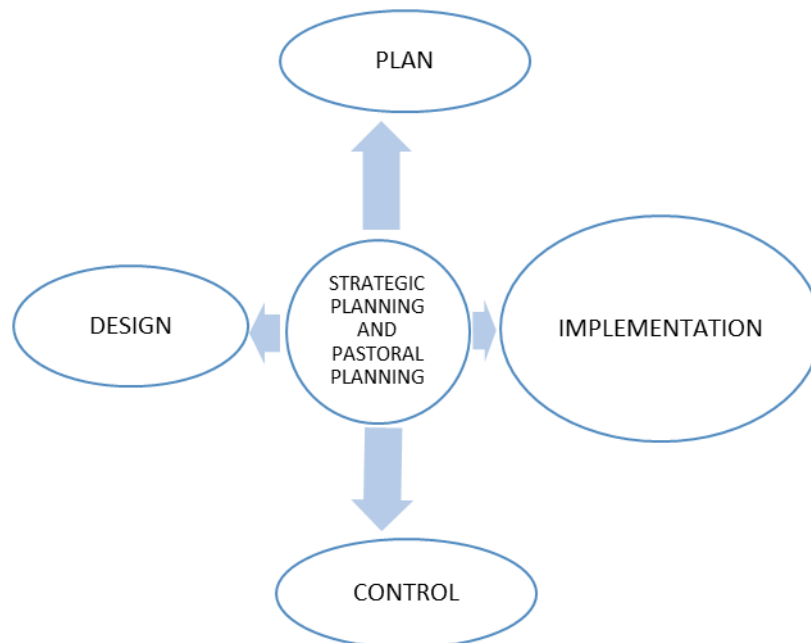 PLAN
DESIGN
STRATEGIC
PLANNING
AND
PASTORAL
PLANNING
IMPLEMENTATION
CONTROL